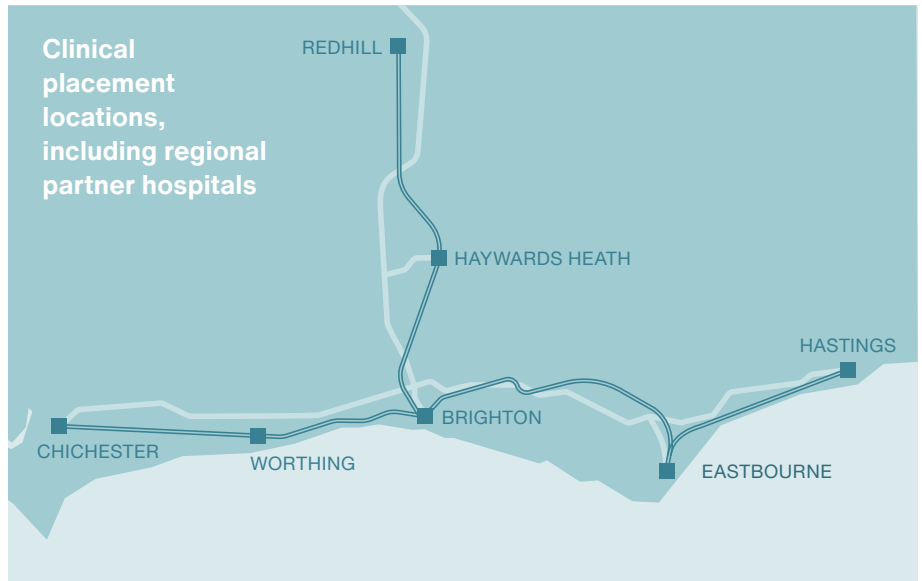 Clinical
placement
locations,
including regional
partner hospitals
REDHILL
HAYWARDS HEATH
HASTINGS
BRIGHTON
CHICHESTER
WORTHING
EASTBOURNE